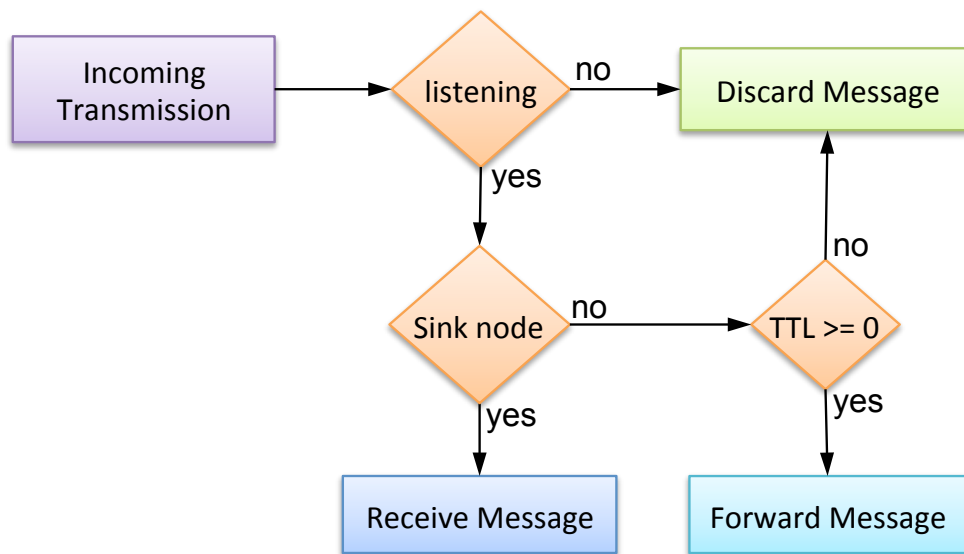 Incoming
Transmission
listening
no
Discard Message
yes
no
Sink node
no
TTL >= 0
yes
yes
Receive Message
Forward Message